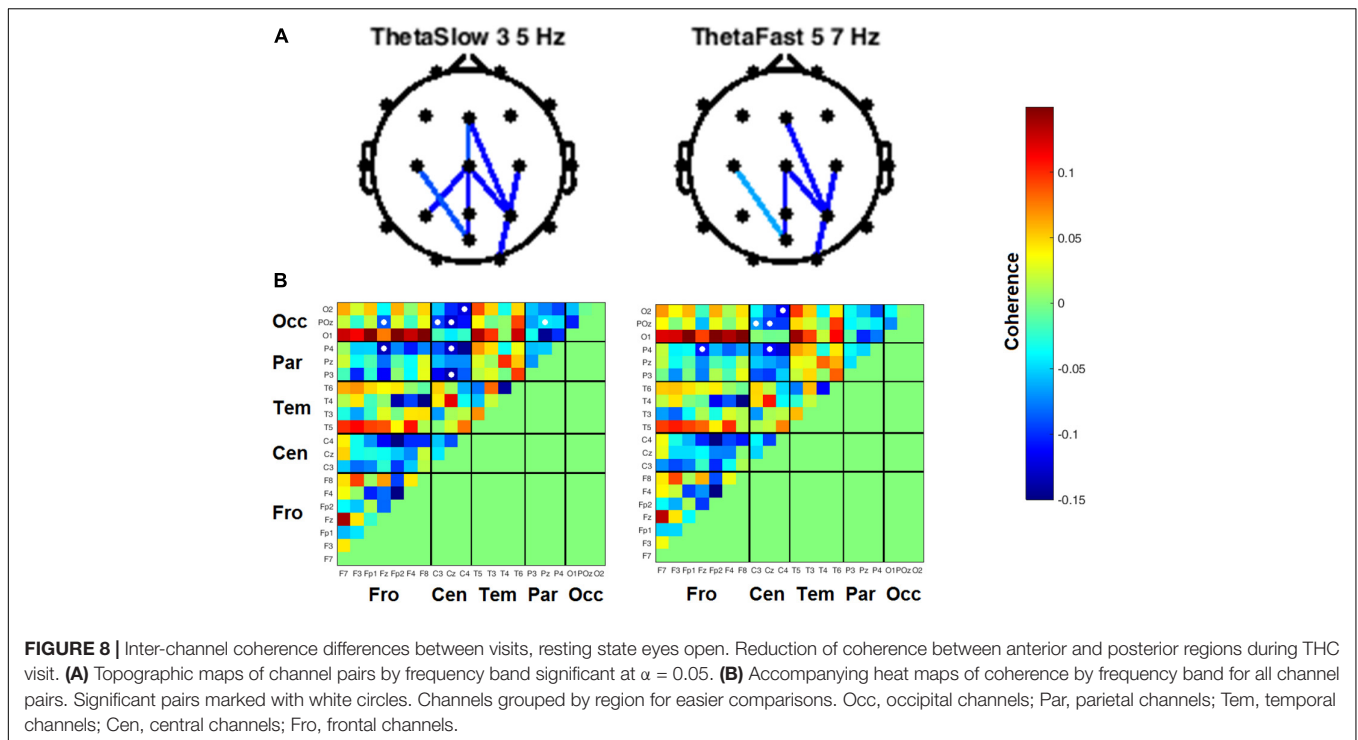 A
ThetaSlow 3 5 Hz
ThetaFast 5 7 Hz
0.1
0.05
0
-0.05
-0.1
-0.15
Coherence
B
Occ
Par
Tem
Cen
Fro
O2
POz
O1
P4
Pz
P3
T6
T4
T3
T5
C4
Cz
C3
F8
F4
Fp2
Fz
Fp1
F3
F7
F7 F3 Fp1 Fz Fp2 F4 F8 C3 Cz C4 T5 T3 T4 T6 P3 Pz P4 O1 POz O2
Fro Cen Tem Par Occ
O2
POz
O1
P4
Pz
P3
T6
T4
T3
T5
C4
Cz
C3
F8
F4
Fp2
Fz
Fp1
F3
F7
F7 F3 Fp1 Fz Fp2 F4 F8 C3 Cz C4 T5 T3 T4 T6 P3 Pz P4 O1 POz O2
Fro Cen Tem Par Occ
FIGURE 8 | Inter-channel coherence differences between visits, resting state eyes open. Reduction of coherence between anterior and posterior regions during THC
visit. (A) Topographic maps of channel pairs by frequency band significant at α = 0.05. (B) Accompanying heat maps of coherence by frequency band for all channel
pairs. Significant pairs marked with white circles. Channels grouped by region for easier comparisons. Occ, occipital channels; Par, parietal channels; Tem, temporal
channels; Cen, central channels; Fro, frontal channels.